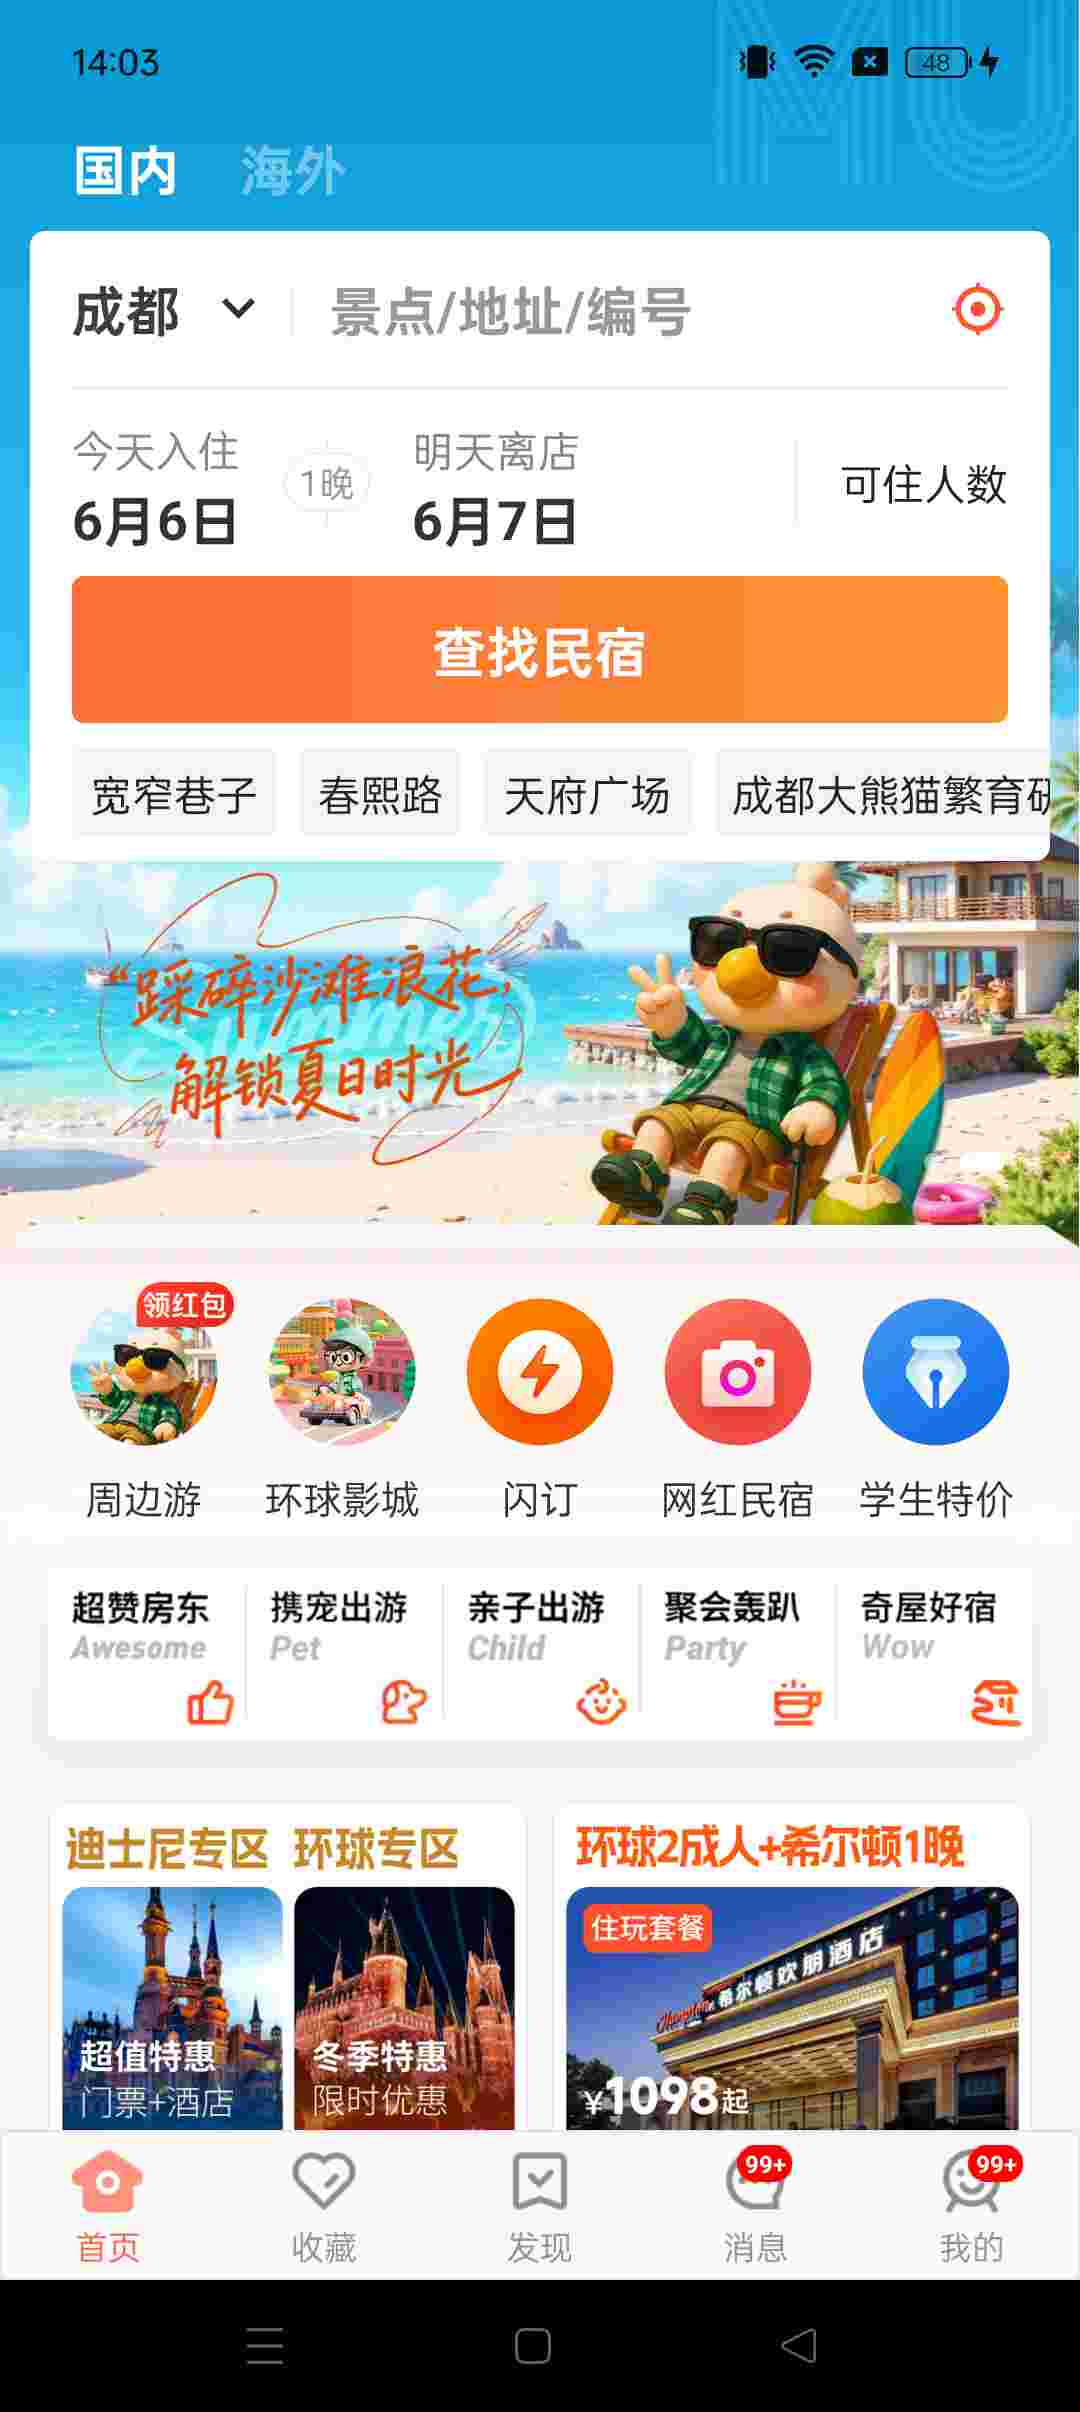 14:03
48
MU
国内 海外
成都 景点/地址/编号
今天入住 明天离店
1晚 可住人数
6月6日 6月7日
查找民宿
宽窄巷子 春熙路 天府广场 成都大熊猫繁育研
Summer
“踩碎沙滩浪花,
解锁夏日时光
领红包
周边游 环球影城 闪订 网红民宿 学生特价
超赞房东 携宠出游 亲子出游 聚会轰趴 奇屋好宿
Awesome Pet Child Party Wow
迪士尼专区 环球专区 环球2成人+希尔顿1晚
住玩套餐
Hampton 希尔顿欢朋酒店
超值特惠 冬季特惠
门票+酒店 限时优惠 ¥1098起
99+ 99+
首页 收藏 发现 消息 我的